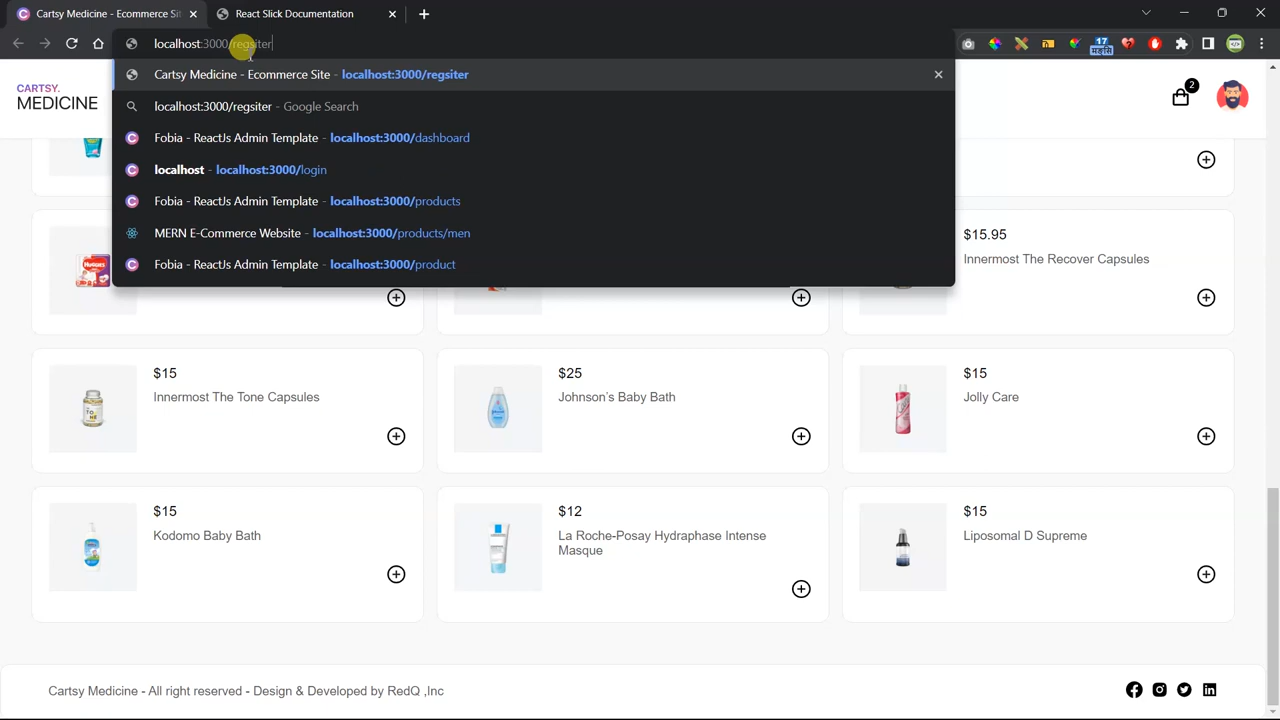 Cartsy Medicine - Ecommerce Sit
React Slick Documentation
localhost:3000/regsiter
17
Cartsy Medicine - Ecommerce Site - localhost:3000/regsiter
localhost:3000/regsiter - Google Search
Fobia - ReactJs Admin Template - localhost:3000/dashboard
localhost - localhost:3000/login
Fobia - ReactJs Admin Template - localhost:3000/products
MERN E-Commerce Website - localhost:3000/products/men
Fobia - ReactJs Admin Template - localhost:3000/product
CARTSY.
MEDICINE
2
HUGGIES
$15.95
Innermost The Recover Capsules
$15
Innermost The Tone Capsules
$25
Johnson's Baby Bath
$15
Jolly Care
$15
Kodomo Baby Bath
$12
La Roche-Posay Hydraphase Intense
Masque
$15
Liposomal D Supreme
Cartsy Medicine - All right reserved - Design & Developed by RedQ ,Inc